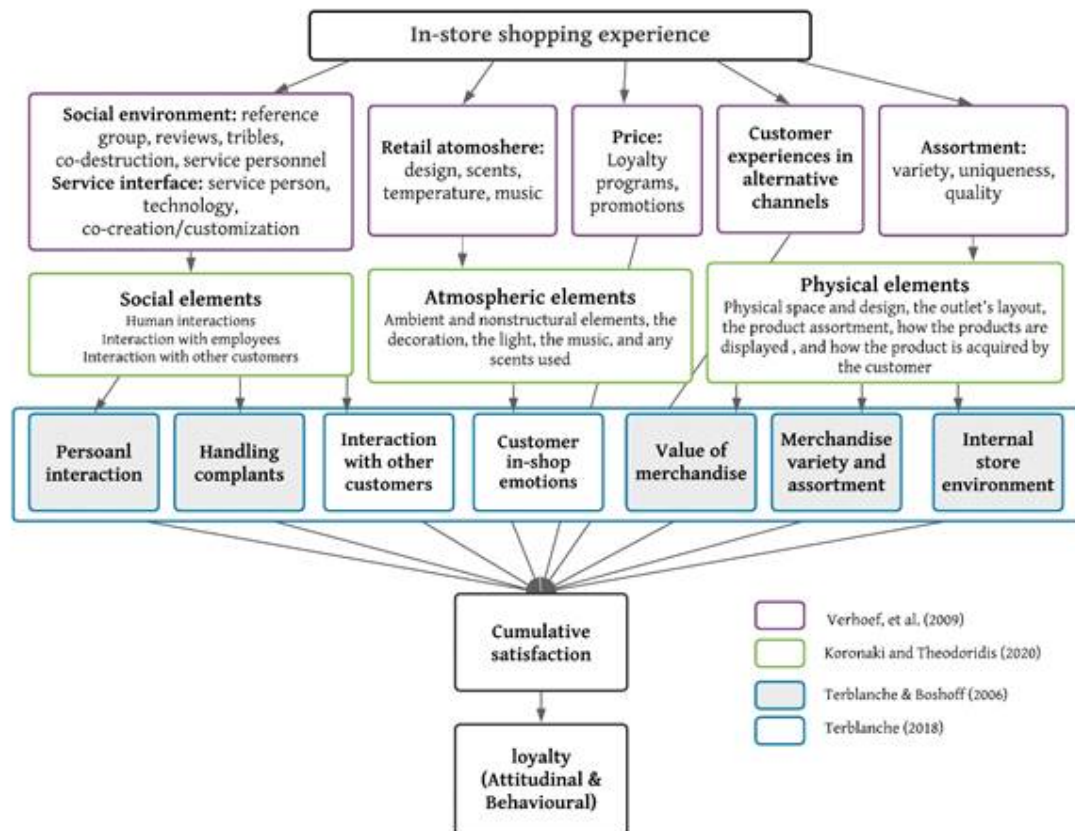 In-store shopping experience
Social environment: reference
group, reviews, tribles,
co-destruction, service personnel
Service interface: service person,
technology,
co-creation/customization
Retail atomoshere:
design, scents,
temperature, music
Price:
Loyalty
programs,
promotions
Customer
experiences in
alternative
channels
Assortment:
variety, uniqueness,
quality
Social elements
Human interactions
Interaction with employees
Interaction with other customers
Atmospheric elements
Ambient and nonstructural elements, the
decoration, the light, the music, and any
scents used
Physical elements
Physical space and design, the outlet's layout,
the product assortment, how the products are
displayed , and how the product is acquired by
the customer
Persoanl
interaction
Handling
complants
Interaction
with other
customers
Customer
in-shop
emotions
Value of
merchandise
Merchandise
variety and
assortment
Internal
store
environment
Cumulative
satisfaction
loyalty
(Attitudinal &
Behavioural)
Verhoef, et al. (2009)
Koronaki and Theodoridis (2020)
Terblanche & Boshoff (2006)
Terblanche (2018)